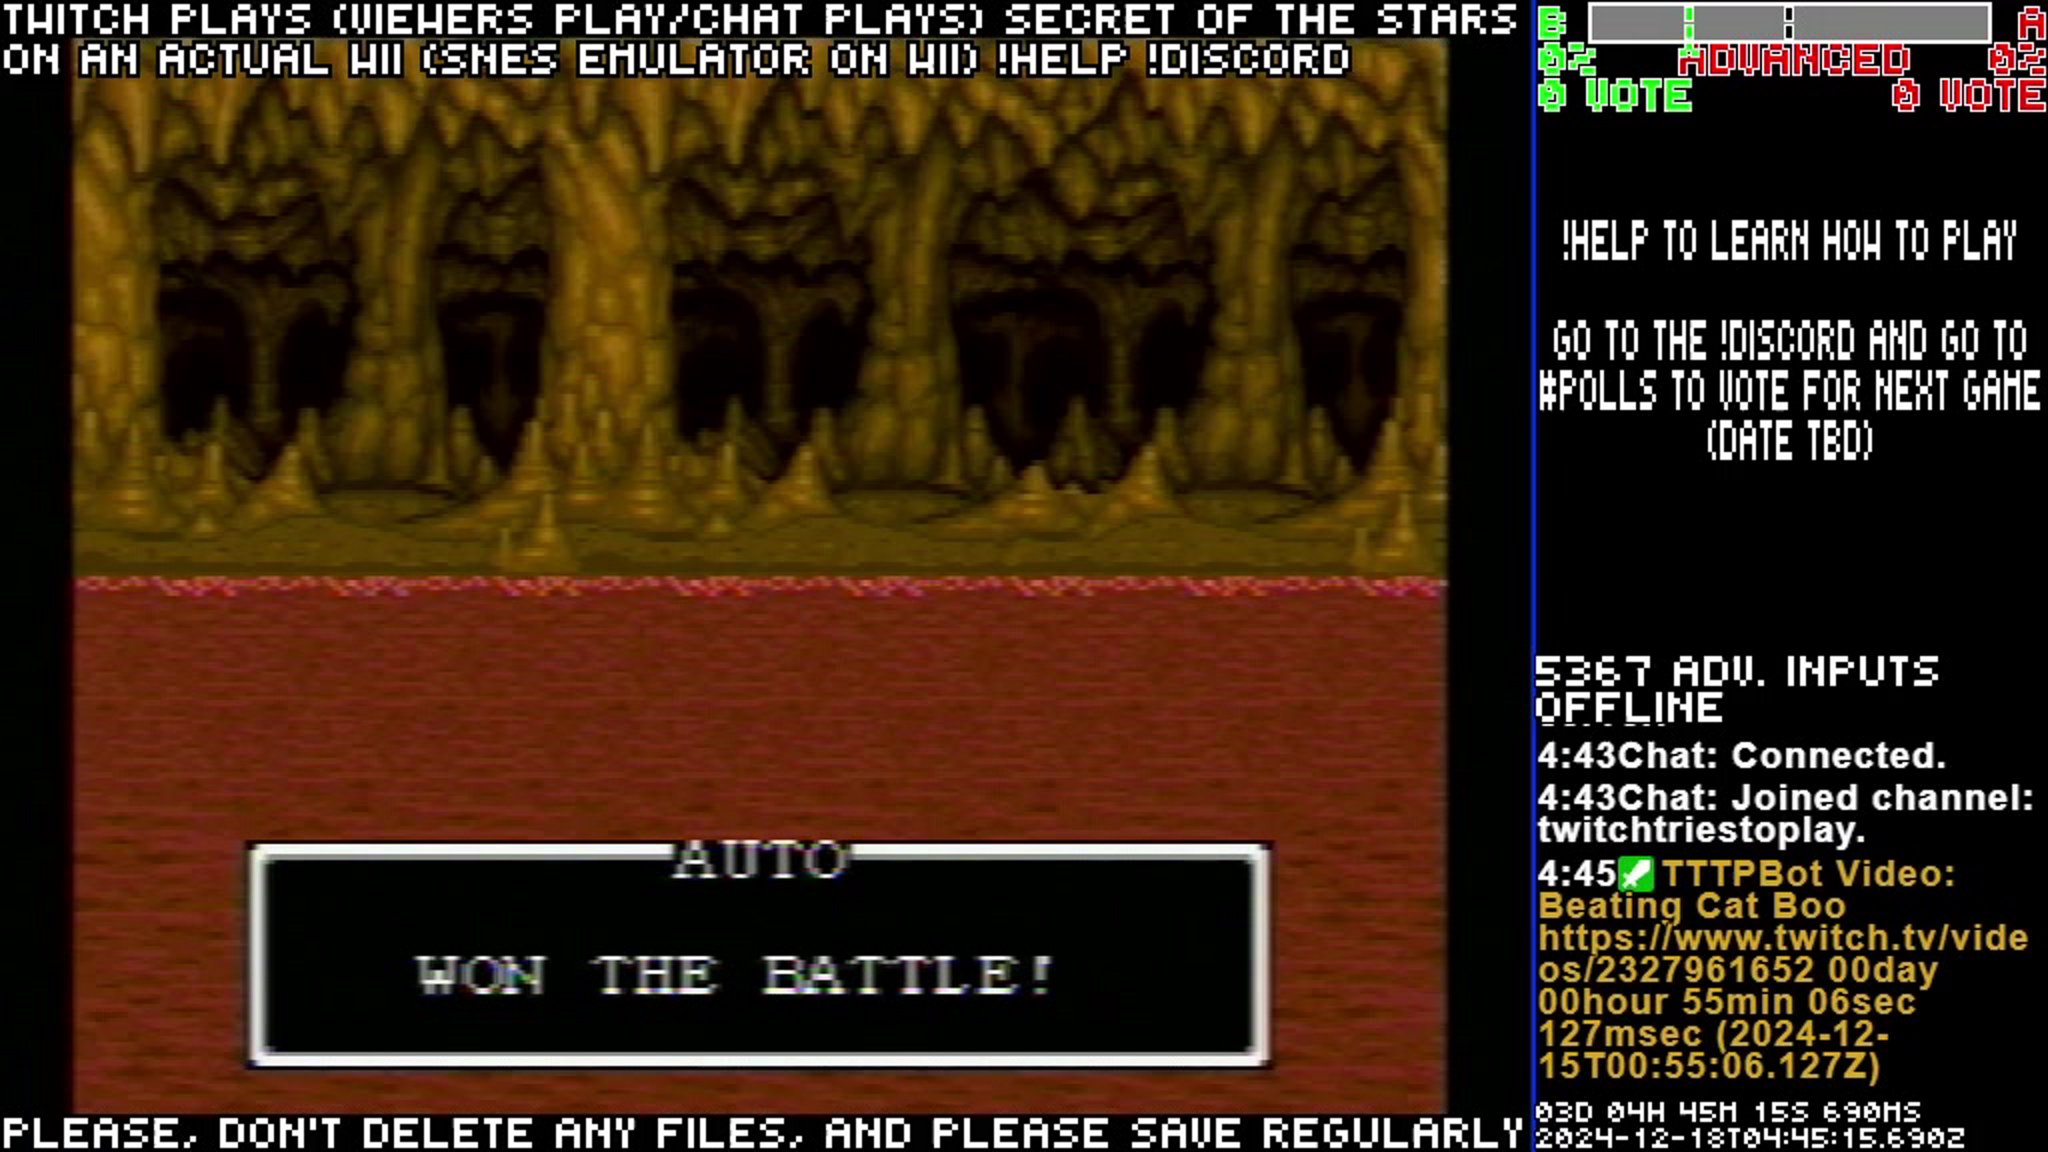 TWITCH PLAYS (VIEWERS PLAY/CHAT PLAYS) SECRET OF THE STARS
ON AN ACTUAL WII (SNES EMULATOR ON WII) !HELP !DISCORD
B
A
0%
ADVANCED
0%
0 VOTE
0 VOTE
!HELP TO LEARN HOW TO PLAY
GO TO THE !DISCORD AND GO TO
#POLLS TO VOTE FOR NEXT GAME
(DATE TBD)
5367 ADV. INPUTS
OFFLINE
4:43Chat: Connected.
4:43Chat: Joined channel:
twitchtriestoplay.
4:45 TTTPBot Video:
Beating Cat Boo
https://www.twitch.tv/vide
os/2327961652 00day
00hour 55min 06sec
127msec (2024-12-
15T00:55:06.127Z)
03D 04H 45M 15S 690MS
2024-12-18T04:45:15.690Z
AUTO
WON THE BATTLE!
PLEASE, DON'T DELETE ANY FILES, AND PLEASE SAVE REGULARLY